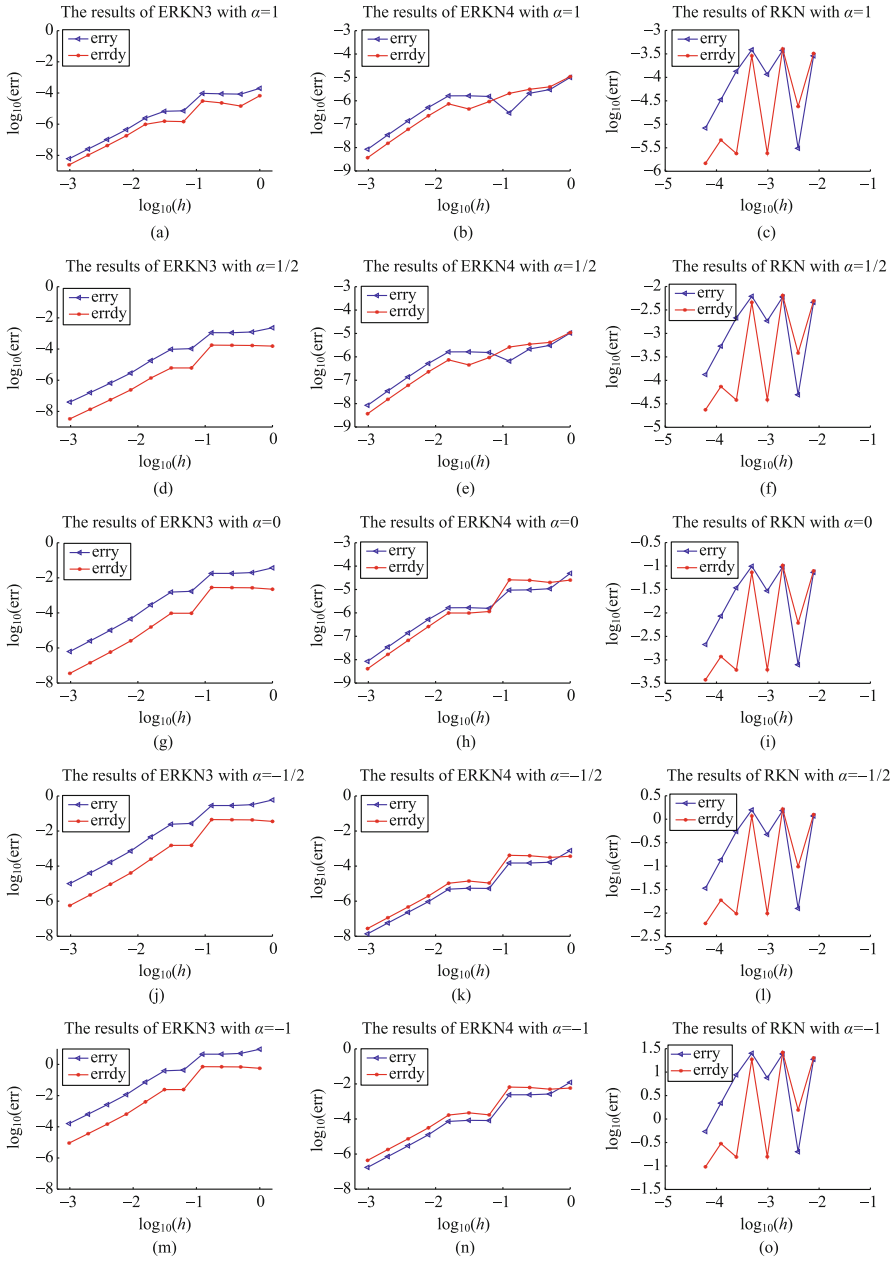 The results of ERKN3 with α=1
0
−2
−4
−6
−8
log10(err)
erry
errdy
−3
−2
−1
0
log10(h)
(a)
The results of ERKN4 with α=1
−3
−4
−5
−6
−7
−8
−9
log10(err)
erry
errdy
−3
−2
−1
0
log10(h)
(b)
The results of RKN with α=1
−3
−3.5
−4
−4.5
−5
−5.5
−6
log10(err)
erry
errdy
−5
−4
−3
−2
−1
log10(h)
(c)
The results of ERKN3 with α=1/2
0
−2
−4
−6
−8
log10(err)
erry
errdy
−3
−2
−1
0
log10(h)
(d)
The results of ERKN4 with α=1/2
−3
−4
−5
−6
−7
−8
−9
log10(err)
erry
errdy
−3
−2
−1
0
log10(h)
(e)
The results of RKN with α=1/2
−2
−2.5
−3
−3.5
−4
−4.5
−5
log10(err)
erry
errdy
−5
−4
−3
−2
−1
log10(h)
(f)
The results of ERKN3 with α=0
0
−2
−4
−6
−8
log10(err)
erry
errdy
−3
−2
−1
0
log10(h)
(g)
The results of ERKN4 with α=0
−3
−4
−5
−6
−7
−8
−9
log10(err)
erry
errdy
−3
−2
−1
0
log10(h)
(h)
The results of RKN with α=0
−0.5
−1
−1.5
−2
−2.5
−3
−3.5
log10(err)
erry
errdy
−5
−4
−3
−2
−1
log10(h)
(i)
The results of ERKN3 with α=−1/2
0
−2
−4
−6
−8
log10(err)
erry
errdy
−3
−2
−1
0
log10(h)
(j)
The results of ERKN4 with α=−1/2
0
−2
−4
−6
−8
log10(err)
erry
errdy
−3
−2
−1
0
log10(h)
(k)
The results of RKN with α=−1/2
0.5
0
−0.5
−1
−1.5
−2
−2.5
log10(err)
erry
errdy
−5
−4
−3
−2
−1
log10(h)
(l)
The results of ERKN3 with α=−1
0
−2
−4
−6
−8
log10(err)
erry
errdy
−3
−2
−1
0
log10(h)
(m)
The results of ERKN4 with α=−1
0
−2
−4
−6
−8
log10(err)
erry
errdy
−3
−2
−1
0
log10(h)
(n)
The results of RKN with α=−1
1.5
1
0.5
0
−0.5
−1
−1.5
log10(err)
erry
errdy
−5
−4
−3
−2
−1
log10(h)
(o)